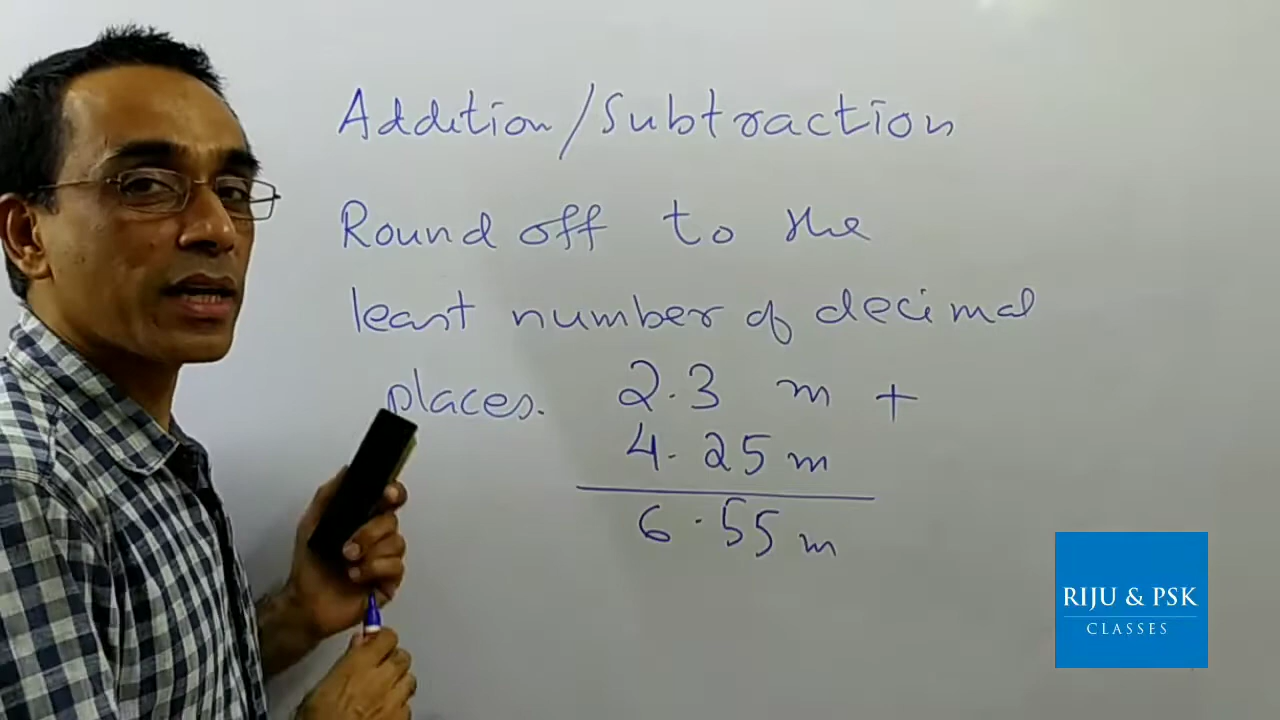 Addition/Subtraction
Round off to the
least number of decimal
places. 2.3 m +
4.25 m
6.55 m
RIJU & PSK
CLASSES